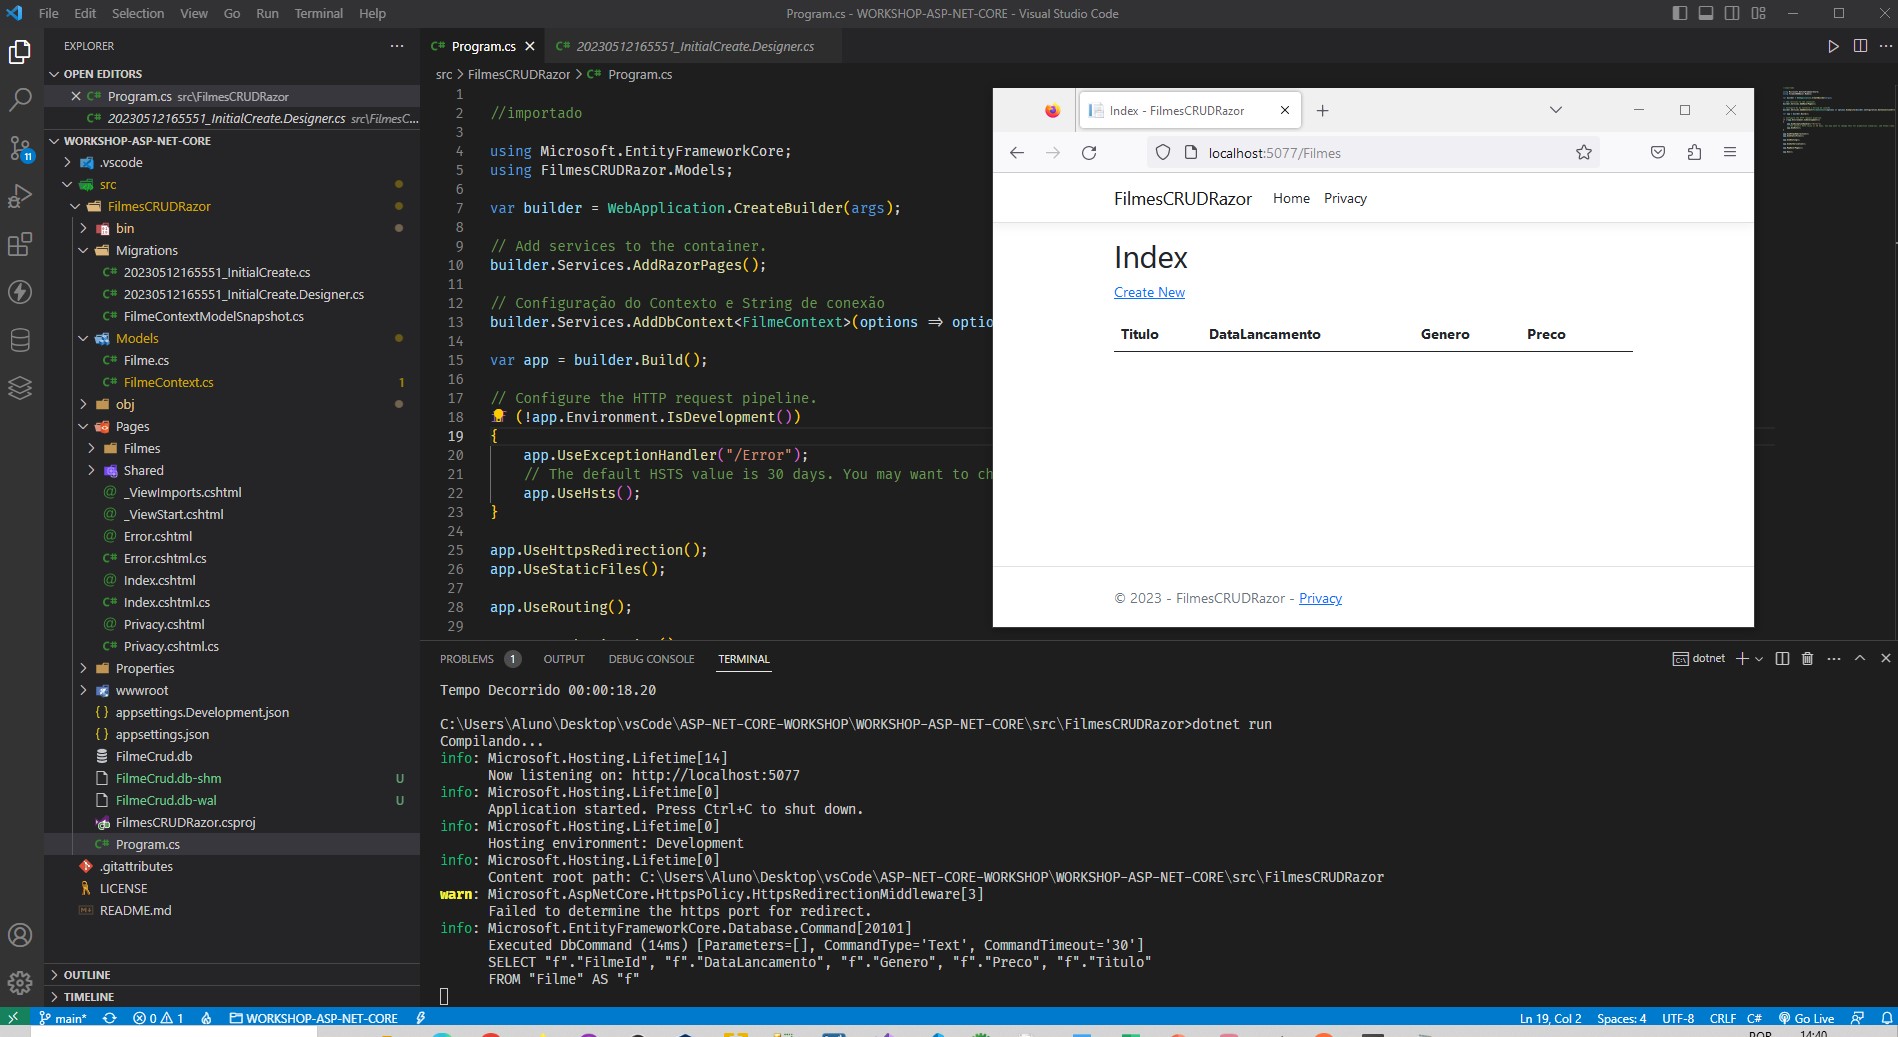 File Edit Selection View Go Run Terminal Help
Program.cs - WORKSHOP-ASP-NET-CORE - Visual Studio Code
EXPLORER
OPEN EDITORS
Program.cs src\FilmesCRUDRazor
20230512165551_InitialCreate.Designer.cs src\FilmesC...
WORKSHOP-ASP-NET-CORE
.vscode
src
FilmesCRUDRazor
bin
Migrations
20230512165551_InitialCreate.cs
20230512165551_InitialCreate.Designer.cs
FilmeContextModelSnapshot.cs
Models
Filme.cs
FilmeContext.cs 1
obj
Pages
Filmes
Shared
_ViewImports.cshtml
_ViewStart.cshtml
Error.cshtml
Error.cshtml.cs
Index.cshtml
Index.cshtml.cs
Privacy.cshtml
Privacy.cshtml.cs
Properties
wwwroot
appsettings.Development.json
appsettings.json
FilmeCrud.db
FilmeCrud.db-shm U
FilmeCrud.db-wal U
FilmesCRUDRazor.csproj
Program.cs
.gitattributes
LICENSE
README.md
OUTLINE
TIMELINE
11
Program.cs
20230512165551_InitialCreate.Designer.cs
src > FilmesCRUDRazor > Program.cs
1
2 //importado
3
4 using Microsoft.EntityFrameworkCore;
5 using FilmesCRUDRazor.Models;
6
7 var builder = WebApplication.CreateBuilder(args);
8
9 // Add services to the container.
10 builder.Services.AddRazorPages();
11
12 // Configuração do Contexto e String de conexão
13 builder.Services.AddDbContext<FilmeContext>(options => optio
14
15 var app = builder.Build();
16
17 // Configure the HTTP request pipeline.
18 (!app.Environment.IsDevelopment())
19 {
20 app.UseExceptionHandler("/Error");
21 // The default HSTS value is 30 days. You may want to ch
22 app.UseHsts();
23 }
24
25 app.UseHttpsRedirection();
26 app.UseStaticFiles();
27
28 app.UseRouting();
29
Index - FilmesCRUDRazor
localhost:5077/Filmes
FilmesCRUDRazor Home Privacy
Index
Create New
Titulo DataLancamento Genero Preco
© 2023 - FilmesCRUDRazor - Privacy
PROBLEMS 1 OUTPUT DEBUG CONSOLE TERMINAL
dotnet
Tempo Decorrido 00:00:18.20
C:\Users\Aluno\Desktop\vsCode\ASP-NET-CORE-WORKSHOP\WORKSHOP-ASP-NET-CORE\src\FilmesCRUDRazor>dotnet run
Compilando...
info: Microsoft.Hosting.Lifetime[14]
Now listening on: http://localhost:5077
info: Microsoft.Hosting.Lifetime[0]
Application started. Press Ctrl+C to shut down.
info: Microsoft.Hosting.Lifetime[0]
Hosting environment: Development
info: Microsoft.Hosting.Lifetime[0]
Content root path: C:\Users\Aluno\Desktop\vsCode\ASP-NET-CORE-WORKSHOP\WORKSHOP-ASP-NET-CORE\src\FilmesCRUDRazor
warn: Microsoft.AspNetCore.HttpsPolicy.HttpsRedirectionMiddleware[3]
Failed to determine the https port for redirect.
info: Microsoft.EntityFrameworkCore.Database.Command[20101]
Executed DbCommand (14ms) [Parameters=[], CommandType='Text', CommandTimeout='30']
SELECT "f"."FilmeId", "f"."DataLancamento", "f"."Genero", "f"."Preco", "f"."Titulo"
FROM "Filme" AS "f"
main* 0 1 WORKSHOP-ASP-NET-CORE
Ln 19, Col 2 Spaces: 4 UTF-8 CRLF C# Go Live